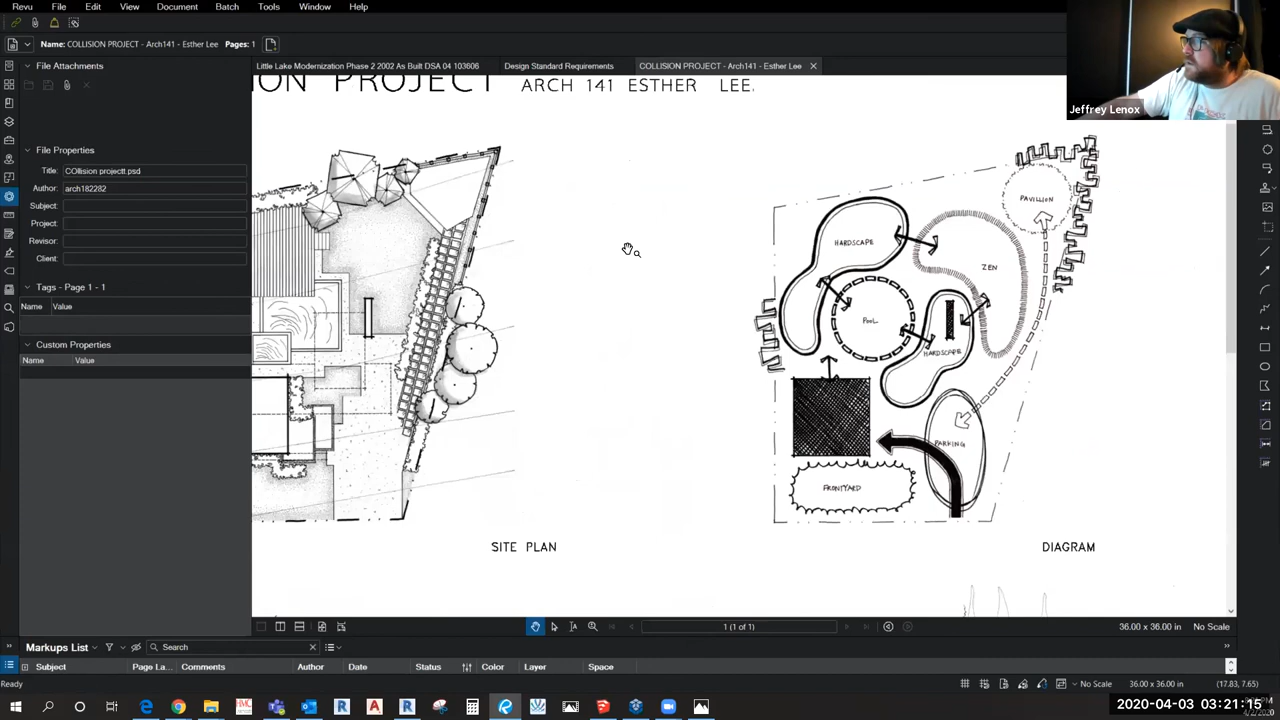 Revu File Edit View Document Batch Tools Window Help
Name: COLLISION PROJECT - Arch141 - Esther Lee Pages: 1
File Attachments
Little Lake Modernization Phase 2 2002 As Built DSA 04 103606
Design Standard Requirements
COLLISION PROJECT - Arch141 - Esther Lee
ION PROJECT ARCH 141 ESTHER LEE.
Jeffrey Lenox
File Properties
Title: COllision projectt.psd
Author: arch182282
Subject:
Project:
Revisor:
Client:
Tags - Page 1 - 1
Name Value
Custom Properties
Name Value
PAVILLION
HARDSCAPE
ZEN
POOL
HARDSCAPE
PARKING
FRONTYARD
SITE PLAN
DIAGRAM
1 (1 of 1)
36.00 x 36.00 in No Scale
Markups List Search
Subject Page La... Comments Author Date Status Color Layer Space
Ready
No Scale 36.00 x 36.00 in (17.83, 7.65)
2020-04-03 03:21:15